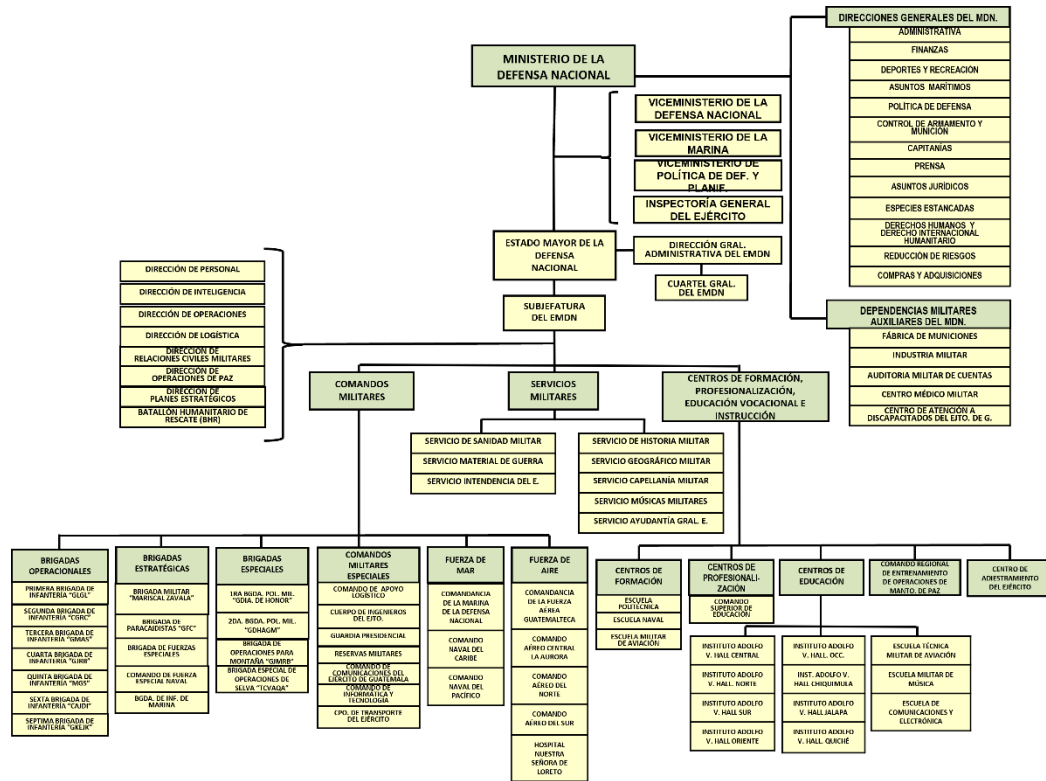 MINISTERIO DE LA
DEFENSA NACIONAL
VICEMINISTERIO DE LA
DEFENSA NACIONAL
VICEMINISTERIO DE LA
MARINA
VICEMINISTERIO DE
POLÍTICA DE DEF. Y
PLANIF.
INSPECTORÍA GENERAL
DEL EJÉRCITO
DIRECCIONES GENERALES DEL MDN.
ADMINISTRATIVA
FINANZAS
DEPORTES Y RECREACIÓN
ASUNTOS MARÍTIMOS
POLÍTICA DE DEFENSA
CONTROL DE ARMAMENTO Y
MUNICIÓN
CAPITANÍAS
PRENSA
ASUNTOS JURÍDICOS
ESPECIES ESTANCADAS
DERECHOS HUMANOS Y
DERECHO INTERNACIONAL
HUMANITARIO
REDUCCIÓN DE RIESGOS
COMPRAS Y ADQUISICIONES
DEPENDENCIAS MILITARES
AUXILIARES DEL MDN.
FÁBRICA DE MUNICIONES
INDUSTRIA MILITAR
AUDITORIA MILITAR DE CUENTAS
CENTRO MÉDICO MILITAR
CENTRO DE ATENCIÓN A
DISCAPACITADOS DEL EJTO. DE G.
ESTADO MAYOR DE LA
DEFENSA
NACIONAL
DIRECCIÓN GRAL.
ADMINISTRATIVA DEL EMDN
CUARTEL GRAL.
DEL EMDN
SUBJEFATURA
DEL EMDN
DIRECCIÓN DE PERSONAL
DIRECCIÓN DE INTELIGENCIA
DIRECCIÓN DE OPERACIONES
DIRECCIÓN DE LOGÍSTICA
DIRECCIÓN DE
RELACIONES CIVILES MILITARES
DIRECCIÓN DE
OPERACIONES DE PAZ
DIRECCIÓN DE
PLANES ESTRATÉGICOS
BATALLÓN HUMANITARIO DE
RESCATE (BHR)
COMANDOS
MILITARES
SERVICIOS
MILITARES
CENTROS DE FORMACIÓN,
PROFESIONALIZACIÓN,
EDUCACIÓN VOCACIONAL E
INSTRUCCIÓN
SERVICIO DE SANIDAD MILITAR
SERVICIO MATERIAL DE GUERRA
SERVICIO INTENDENCIA DEL E.
SERVICIO DE HISTORIA MILITAR
SERVICIO GEOGRÁFICO MILITAR
SERVICIO CAPELLANÍA MILITAR
SERVICIO MÚSICAS MILITARES
SERVICIO AYUDANTÍA GRAL. E.
BRIGADAS
OPERACIONALES
PRIMERA BRIGADA DE
INFANTERÍA "GLGL"
SEGUNDA BRIGADA DE
INFANTERÍA "CGRC"
TERCERA BRIGADA DE
INFANTERÍA "GMAS"
CUARTA BRIGADA DE
INFANTERÍA "GJRB"
QUINTA BRIGADA DE
INFANTERÍA "MGS"
SEXTA BRIGADA DE
INFANTERÍA "CAJDI"
SEPTIMA BRIGADA DE
INFANTERÍA "GKEJR"
BRIGADAS
ESTRATÉGICAS
BRIGADA MILITAR
"MARISCAL ZAVALA"
BRIGADA DE
PARACAIDISTAS "GFC"
BRIGADA DE FUERZAS
ESPECIALES
COMANDO DE FUERZA
ESPECIAL NAVAL
BGDA. DE INF. DE
MARINA
BRIGADAS
ESPECIALES
1RA BGDA. POL. MIL.
"GDIA. DE HONOR"
2DA. BGDA. POL. MIL.
"GDHAGM"
BRIGADA DE
OPERACIONES PARA
MONTAÑA "GJMRB"
BRIGADA ESPECIAL DE
OPERACIONES DE
SELVA "TCVAQA"
COMANDOS
MILITARES
ESPECIALES
COMANDO DE APOYO
LOGÍSTICO
CUERPO DE INGENIEROS
DEL EJTO.
GUARDIA PRESIDENCIAL
RESERVAS MILITARES
COMANDO DE
COMUNICACIONES DEL
EJÉRCITO DE GUATEMALA
COMANDO DE
INFORMÁTICA Y
TECNOLOGÍA
CPO. DE TRANSPORTE
DEL EJÉRCITO
FUERZA DE
MAR
COMANDANCIA
DE LA MARINA DE
LA DEFENSA
NACIONAL
COMANDO
NAVAL DEL
CARIBE
COMANDO
NAVAL DEL
PACÍFICO
FUERZA DE
AIRE
COMANDANCIA
DE LA FUERZA
AÉREA
GUATEMALTECA
COMANDO
AÉREO CENTRAL
LA AURORA
COMANDO
AÉREO DEL
NORTE
COMANDO
AÉREO DEL SUR
HOSPITAL
NUESTRA
SEÑORA DE
LORETO
CENTROS DE
FORMACIÓN
ESCUELA
POLITÉCNICA
ESCUELA NAVAL
ESCUELA MILITAR
DE AVIACIÓN
CENTROS DE
PROFESIONALI-
ZACIÓN
COMANDO
SUPERIOR DE
EDUCACIÓN
CENTROS DE
EDUCACIÓN
INSTITUTO ADOLFO
V. HALL CENTRAL
INSTITUTO ADOLFO
V. HALL. NORTE
INSTITUTO ADOLFO
V. HALL SUR
INSTITUTO ADOLFO
V. HALL ORIENTE
INSTITUTO ADOLFO
V. HALL. OCC.
INST. ADOLFO V.
HALL CHIQUIMULA
INSTITUTO ADOLFO
V. HALL JALAPA
INSTITUTO ADOLFO
V. HALL. QUICHÉ
ESCUELA TÉCNICA
MILITAR DE AVIACIÓN
ESCUELA MILITAR DE
MÚSICA
ESCUELA DE
COMUNICACIONES Y
ELECTRÓNICA
COMANDO REGIONAL
DE ENTRENAMIENTO
DE OPERACIONES DE
MANTO. DE PAZ
CENTRO DE
ADIESTRAMIENTO
DEL EJÉRCITO